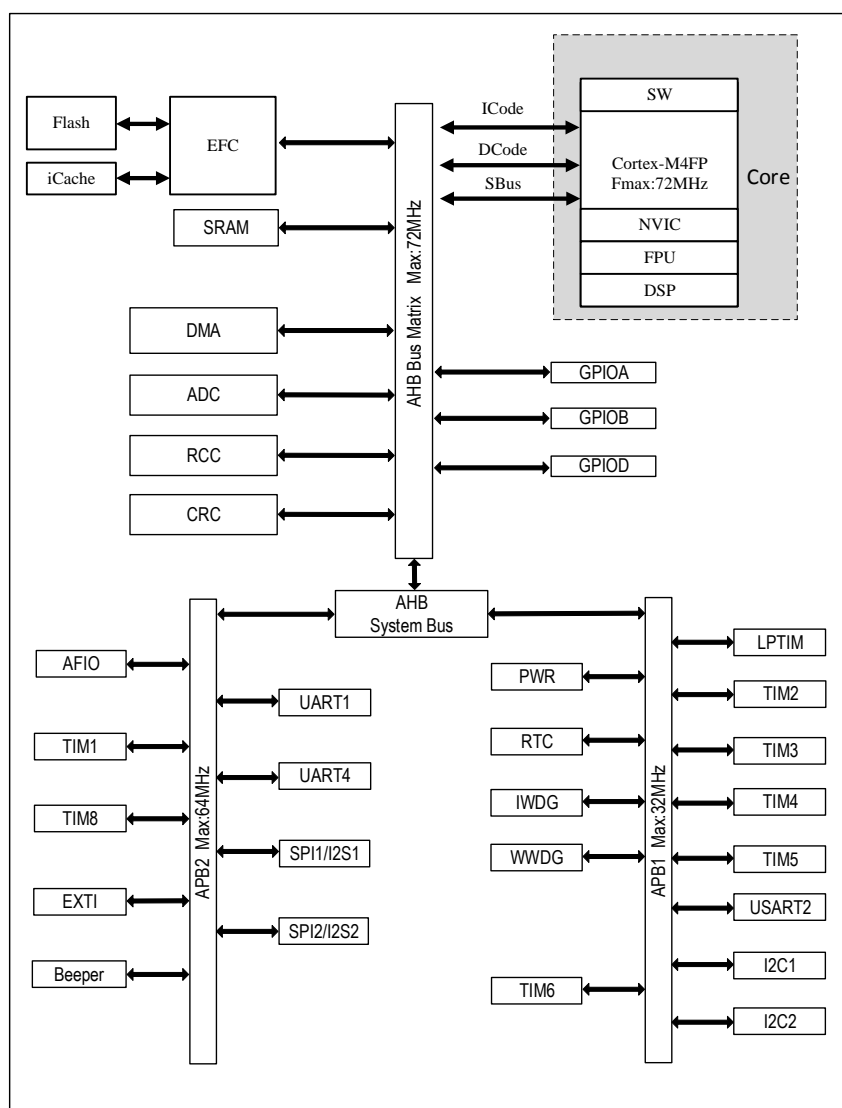 Flash
iCache
EFC
SRAM
DMA
ADC
RCC
CRC
AHB Bus Matrix Max:72MHz
ICode
DCode
SBus
SW
Cortex-M4FP
Fmax:72MHz
NVIC
FPU
DSP
Core
GPIOA
GPIOB
GPIOD
AHB
System Bus
AFIO
TIM1
TIM8
EXTI
Beeper
APB2 Max:64MHz
UART1
UART4
SPI1/I2S1
SPI2/I2S2
PWR
RTC
IWDG
WWDG
TIM6
APB1 Max:32MHz
LPTIM
TIM2
TIM3
TIM4
TIM5
USART2
I2C1
I2C2